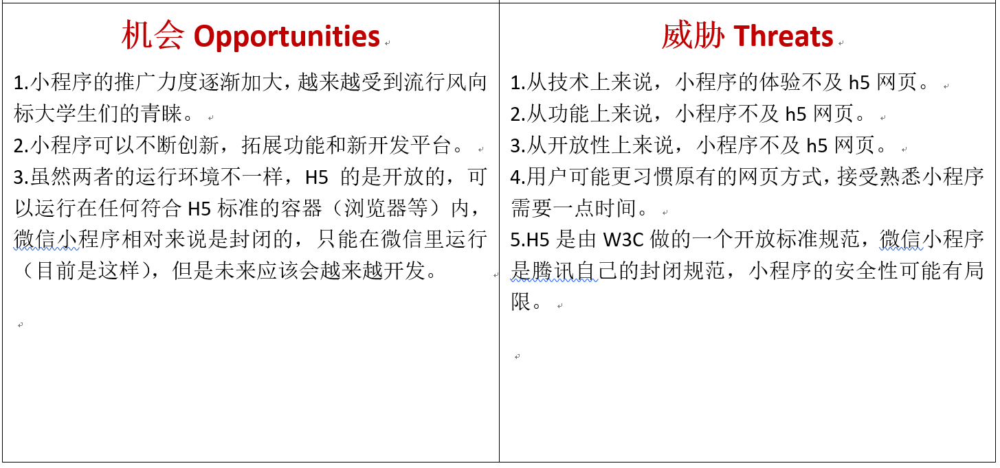 机会 Opportunities
1.小程序的推广力度逐渐加大，越来越受到流行风向
标大学生们的青睐。
2.小程序可以不断创新，拓展功能和新开发平台。
3.虽然两者的运行环境不一样，H5 的是开放的，可
以运行在任何符合 H5 标准的容器（浏览器等）内，
微信小程序相对来说是封闭的，只能在微信里运行
（目前是这样），但是未来应该会越来越开发。
威胁 Threats
1.从技术上来说，小程序的体验不及 h5 网页。
2.从功能上来说，小程序不及 h5 网页。
3.从开放性上来说，小程序不及 h5 网页。
4.用户可能更习惯原有的网页方式，接受熟悉小程序
需要一点时间。
5.H5 是由 W3C 做的一个开放标准规范，微信小程序
是腾讯自己的封闭规范，小程序的安全性可能有局
限。